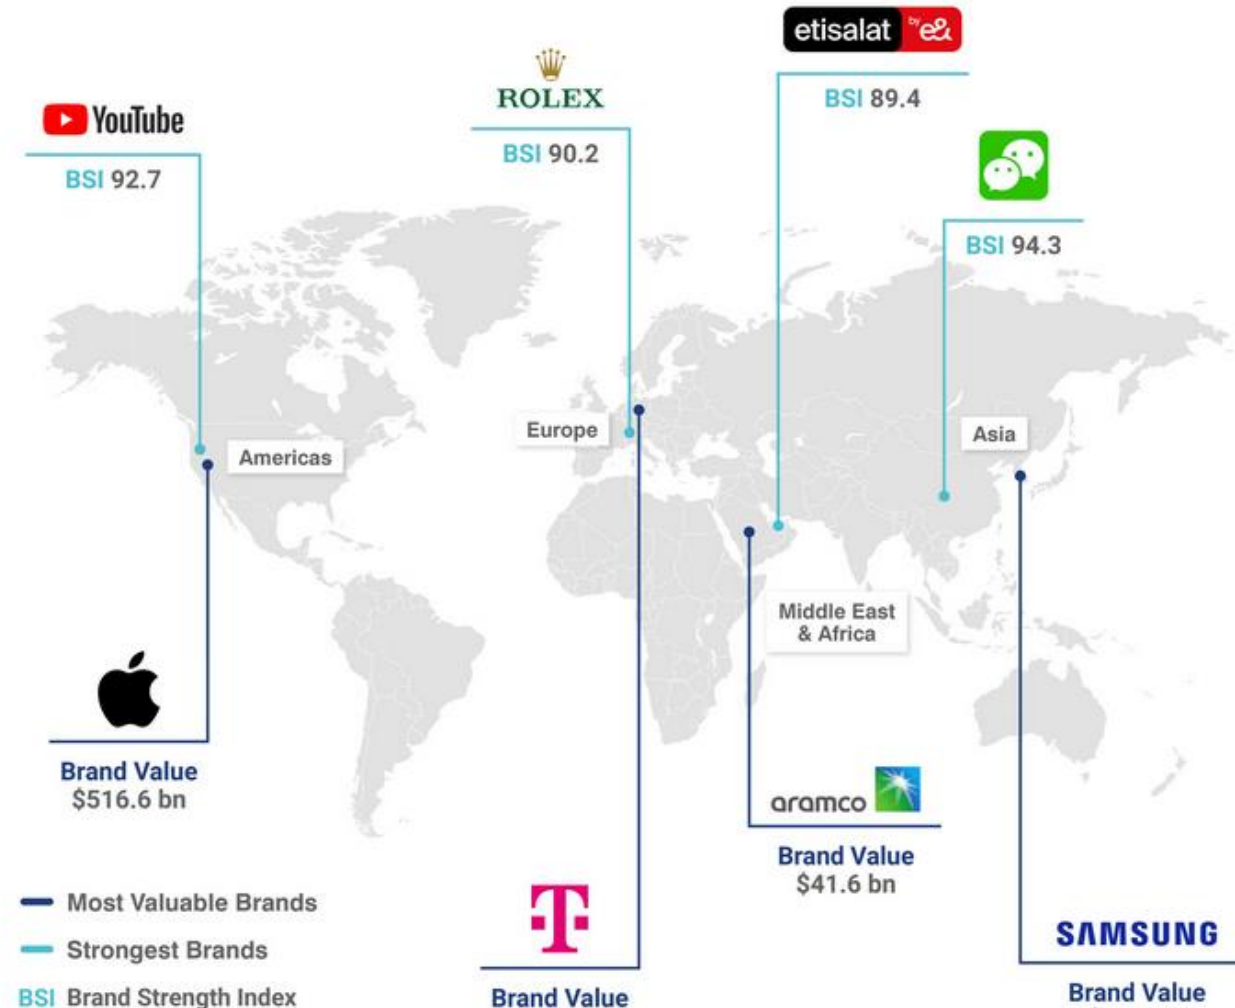 etisalat by e&
BSI 89.4
ROLEX
BSI 90.2
YouTube
BSI 92.7
BSI 94.3
Americas
Europe
Asia
Middle East
& Africa
Brand Value
$516.6 bn
aramco
Brand Value
$41.6 bn
T
Brand Value
SAMSUNG
Brand Value
Most Valuable Brands
Strongest Brands
BSI Brand Strength Index